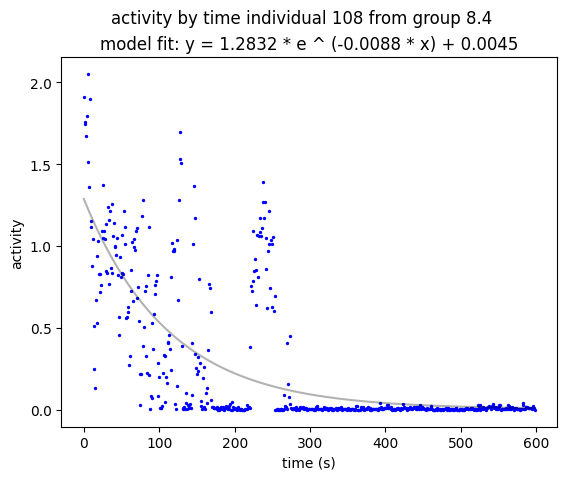 activity by time individual 108 from group 8.4
model fit: y = 1.2832 * e ^ (-0.0088 * x) + 0.0045
2.0
1.5
1.0
0.5
0.0
activity
0 100 200 300 400 500 600
time (s)